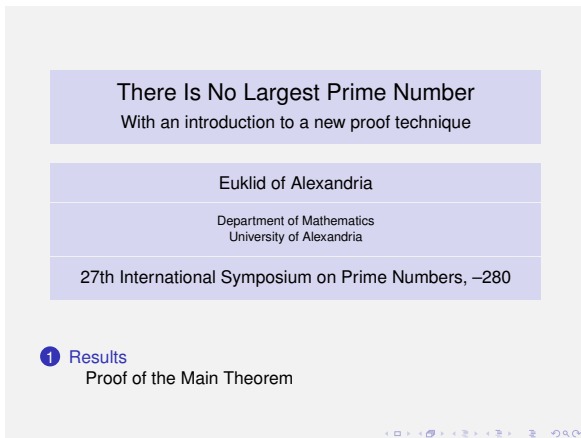 There Is No Largest Prime Number
With an introduction to a new proof technique
Euklid of Alexandria
Department of Mathematics
University of Alexandria
27th International Symposium on Prime Numbers, –280
1 Results
Proof of the Main Theorem